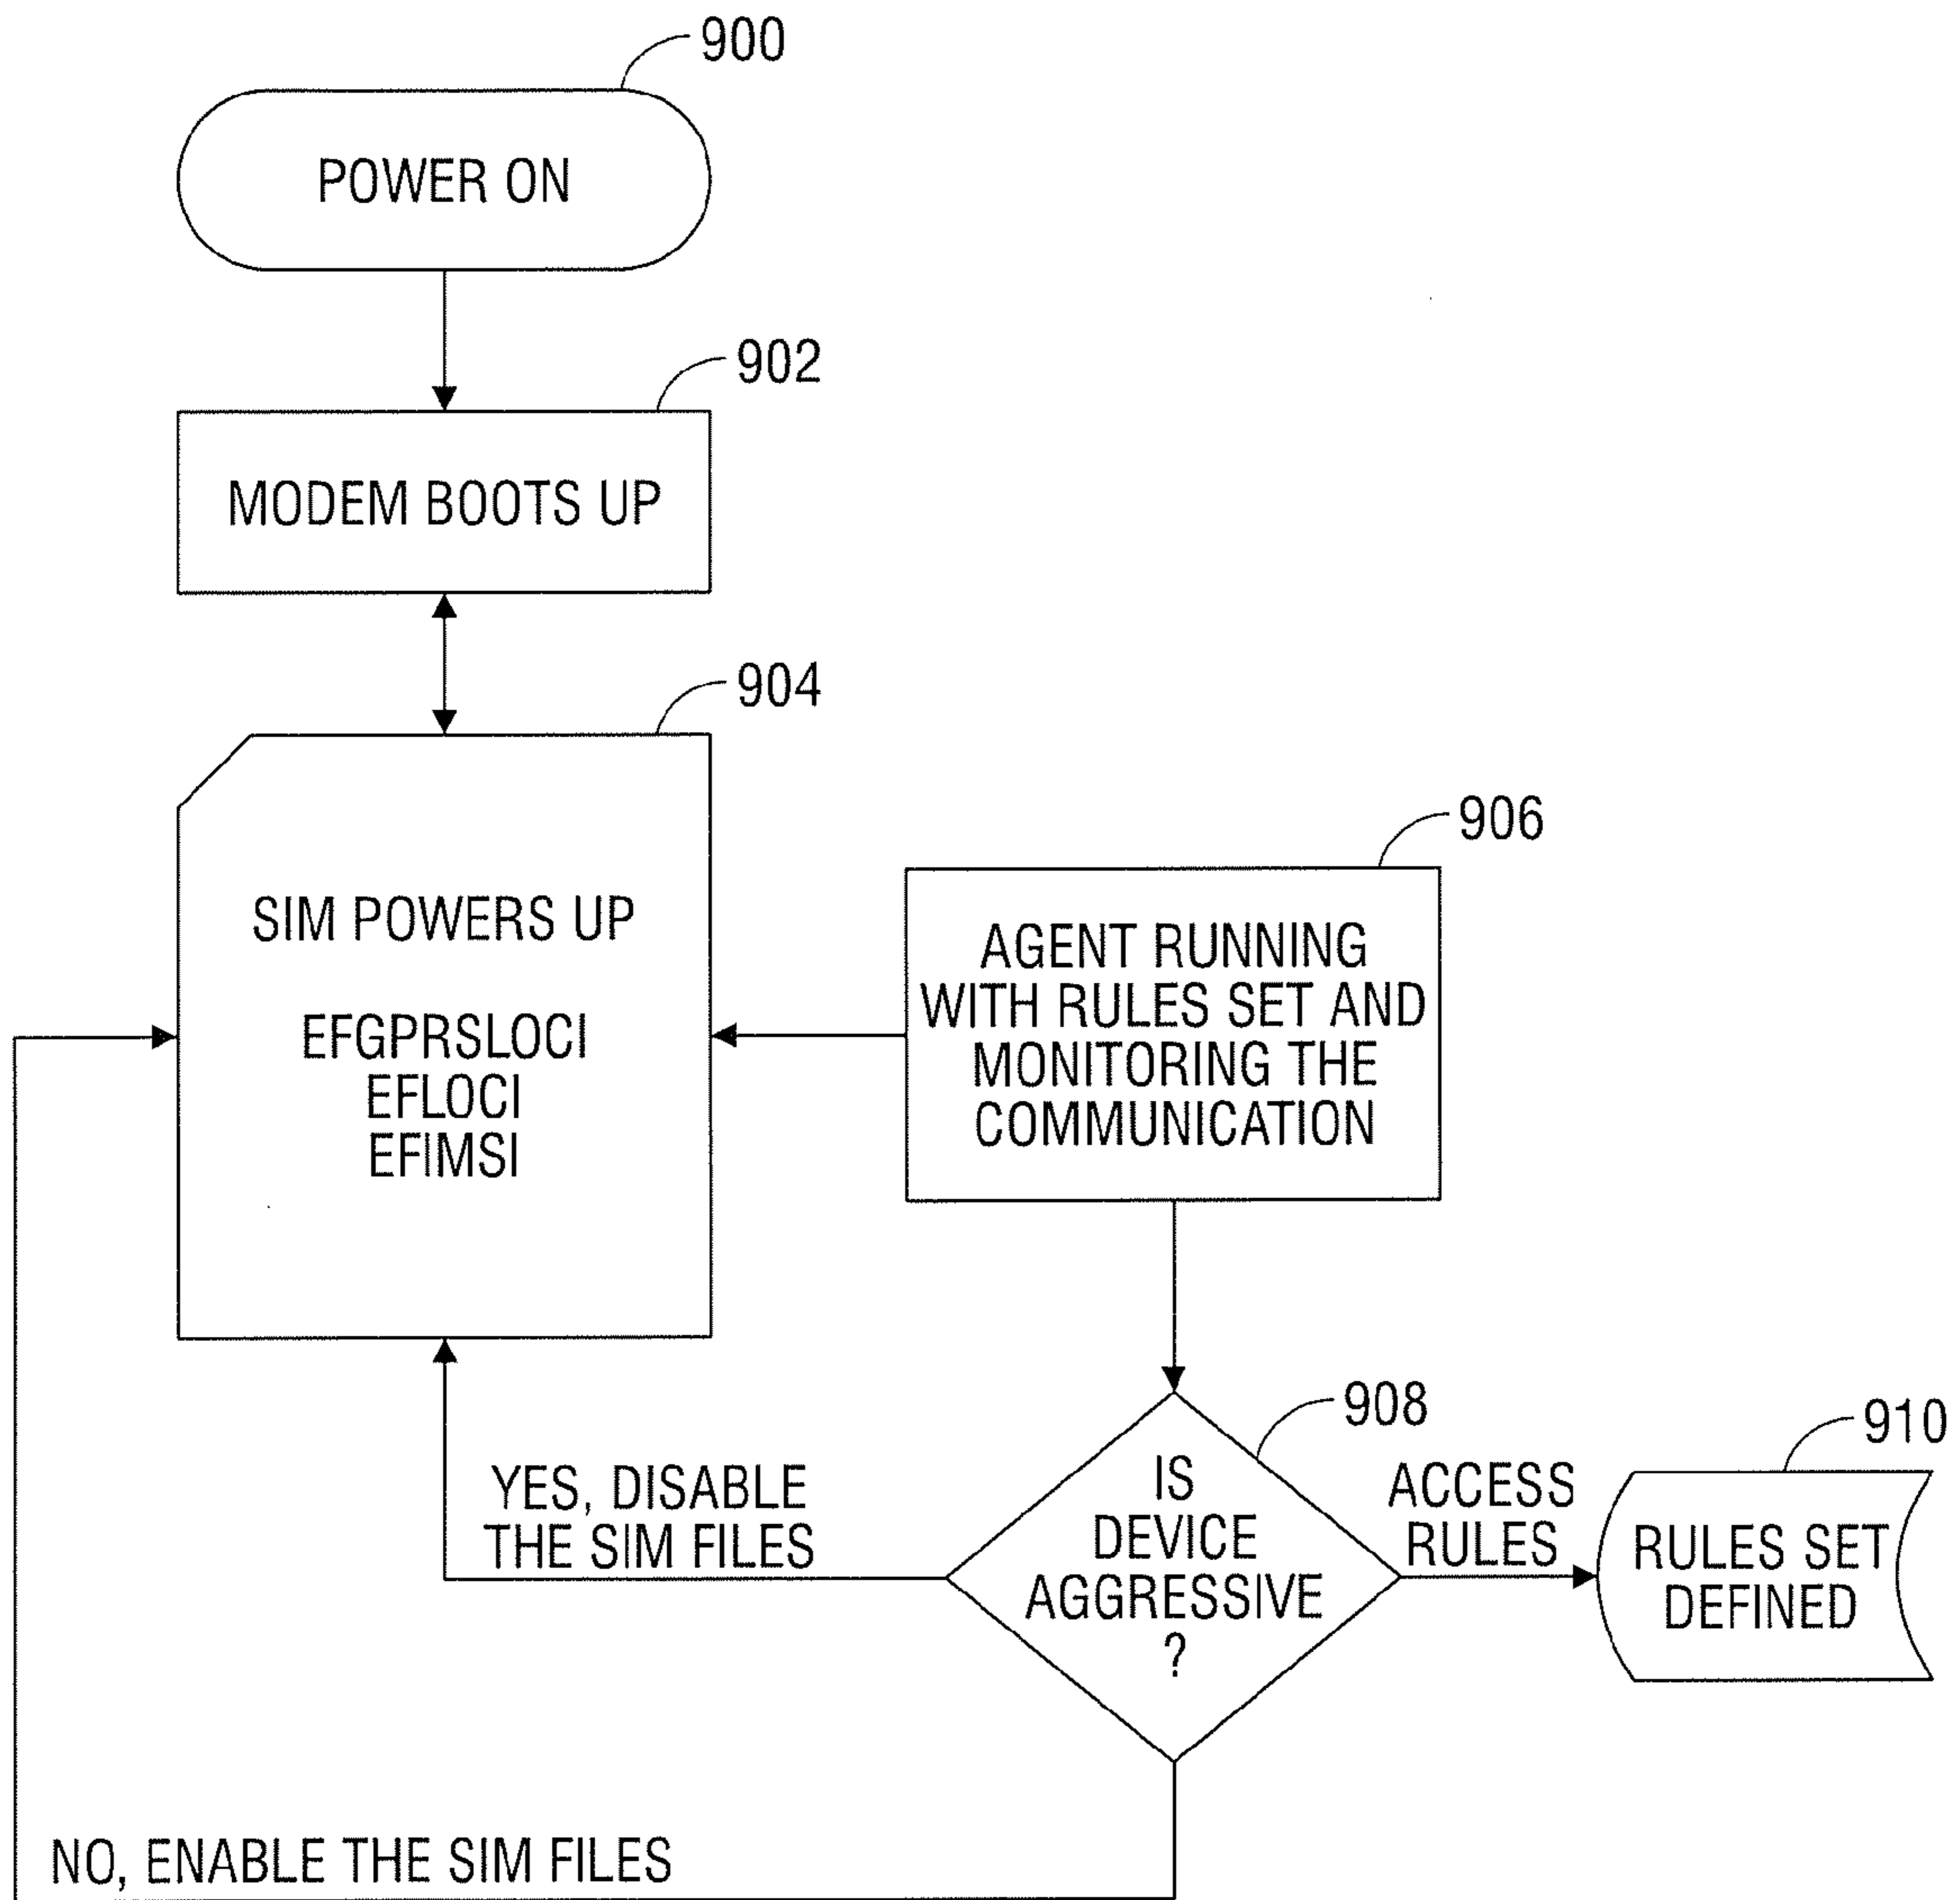 900
POWER ON
902
MODEM BOOTS UP
904
SIM POWERS UP
EFGPRSLOCI
EFLOCI
EFIMSI
906
AGENT RUNNING
WITH RULES SET AND
MONITORING THE
COMMUNICATION
908
IS
DEVICE
AGGRESSIVE
?
YES, DISABLE
THE SIM FILES
ACCESS
RULES
910
RULES SET
DEFINED
NO, ENABLE THE SIM FILES